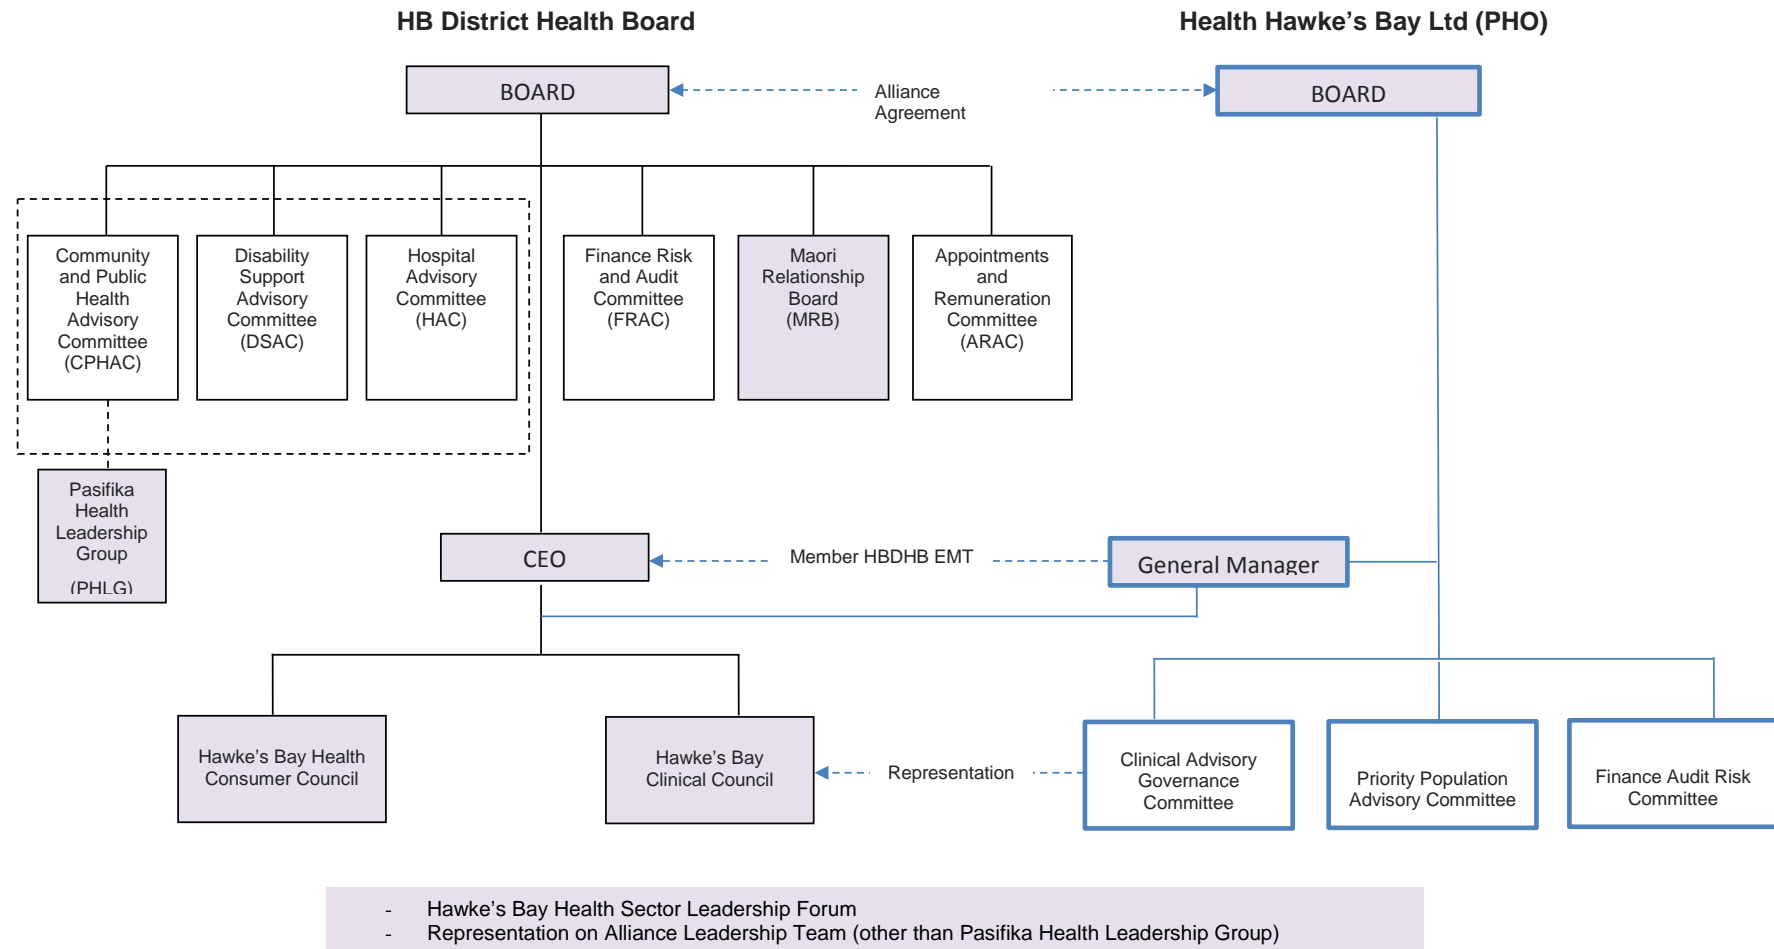 HB District Health Board
Health Hawke’s Bay Ltd (PHO)
BOARD
Alliance
Agreement
BOARD
Community
and Public
Health
Advisory
Committee
(CPHAC)
Disability
Support
Advisory
Committee
(DSAC)
Hospital
Advisory
Committee
(HAC)
Finance Risk
and Audit
Committee
(FRAC)
Maori
Relationship
Board
(MRB)
Appointments
and
Remuneration
Committee
(ARAC)
Pasifika
Health
Leadership
Group
(PHLG)
CEO
Member HBDHB EMT
General Manager
Hawke’s Bay Health
Consumer Council
Hawke’s Bay
Clinical Council
Representation
Clinical Advisory
Governance
Committee
Priority Population
Advisory Committee
Finance Audit Risk
Committee
- Hawke’s Bay Health Sector Leadership Forum
- Representation on Alliance Leadership Team (other than Pasifika Health Leadership Group)